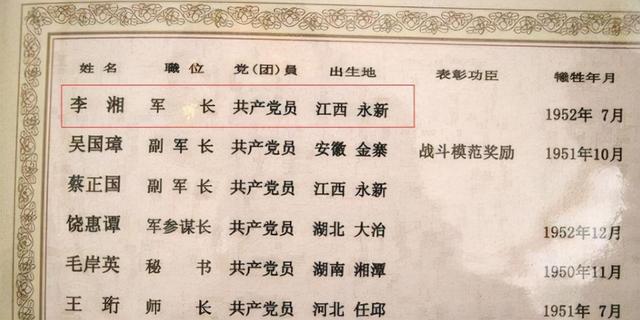 姓名 職位 党(团)員 出生地 表彰功臣 犧牲年月
李湘 军长 共产党员 江西 永新 1952年 7月
吴国璋 副军长 共产党员 安徽 金寨 战斗模范奖励 1951年10月
蔡正国 副军长 共产党员 江西 永新
饶惠谭 军参谋长 共产党员 湖北 大治 1952年12月
毛岸英 秘书 共产党员 湖南 湘潭 1950年11月
王珩 师长 共产党员 河北 任邱 1951年 7月